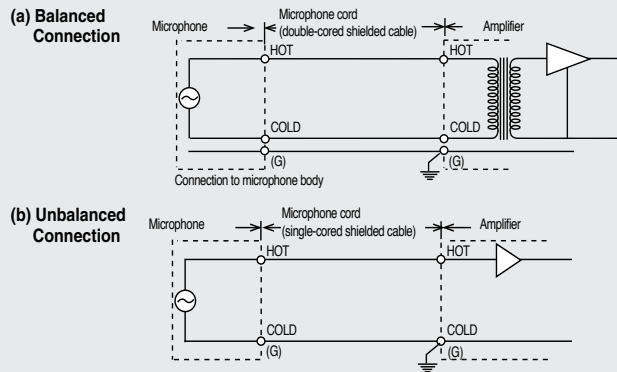 (a) Balanced
Connection
Microphone
Microphone cord
(double-cored shielded cable)
Amplifier
HOT
HOT
COLD
COLD
(G)
(G)
Connection to microphone body
(b) Unbalanced
Connection
Microphone
Microphone cord
(single-cored shielded cable)
Amplifier
HOT
HOT
COLD
COLD
(G)
(G)